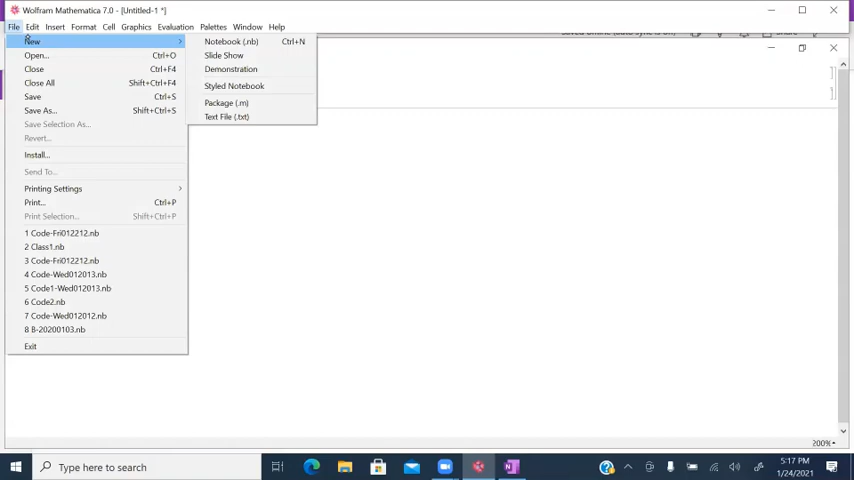 Wolfram Mathematica 7.0 - [Untitled-1 *]
File Edit Insert Format Cell Graphics Evaluation Palettes Window Help
Share
New
Open... Ctrl+O
Close Ctrl+F4
Close All Shift+Ctrl+F4
Save Ctrl+S
Save As... Shift+Ctrl+S
Save Selection As...
Revert...
Install...
Send To...
Printing Settings
Print... Ctrl+P
Print Selection... Shift+Ctrl+P
1 Code-Fri012212.nb
2 Class1.nb
3 Code-Fri012212.nb
4 Code-Wed012013.nb
5 Code1-Wed012013.nb
6 Code2.nb
7 Code-Wed012012.nb
8 B-20200103.nb
Exit
Notebook (.nb) Ctrl+N
Slide Show
Demonstration
Styled Notebook
Package (.m)
Text File (.txt)
200%
Type here to search
5:17 PM
1/24/2021